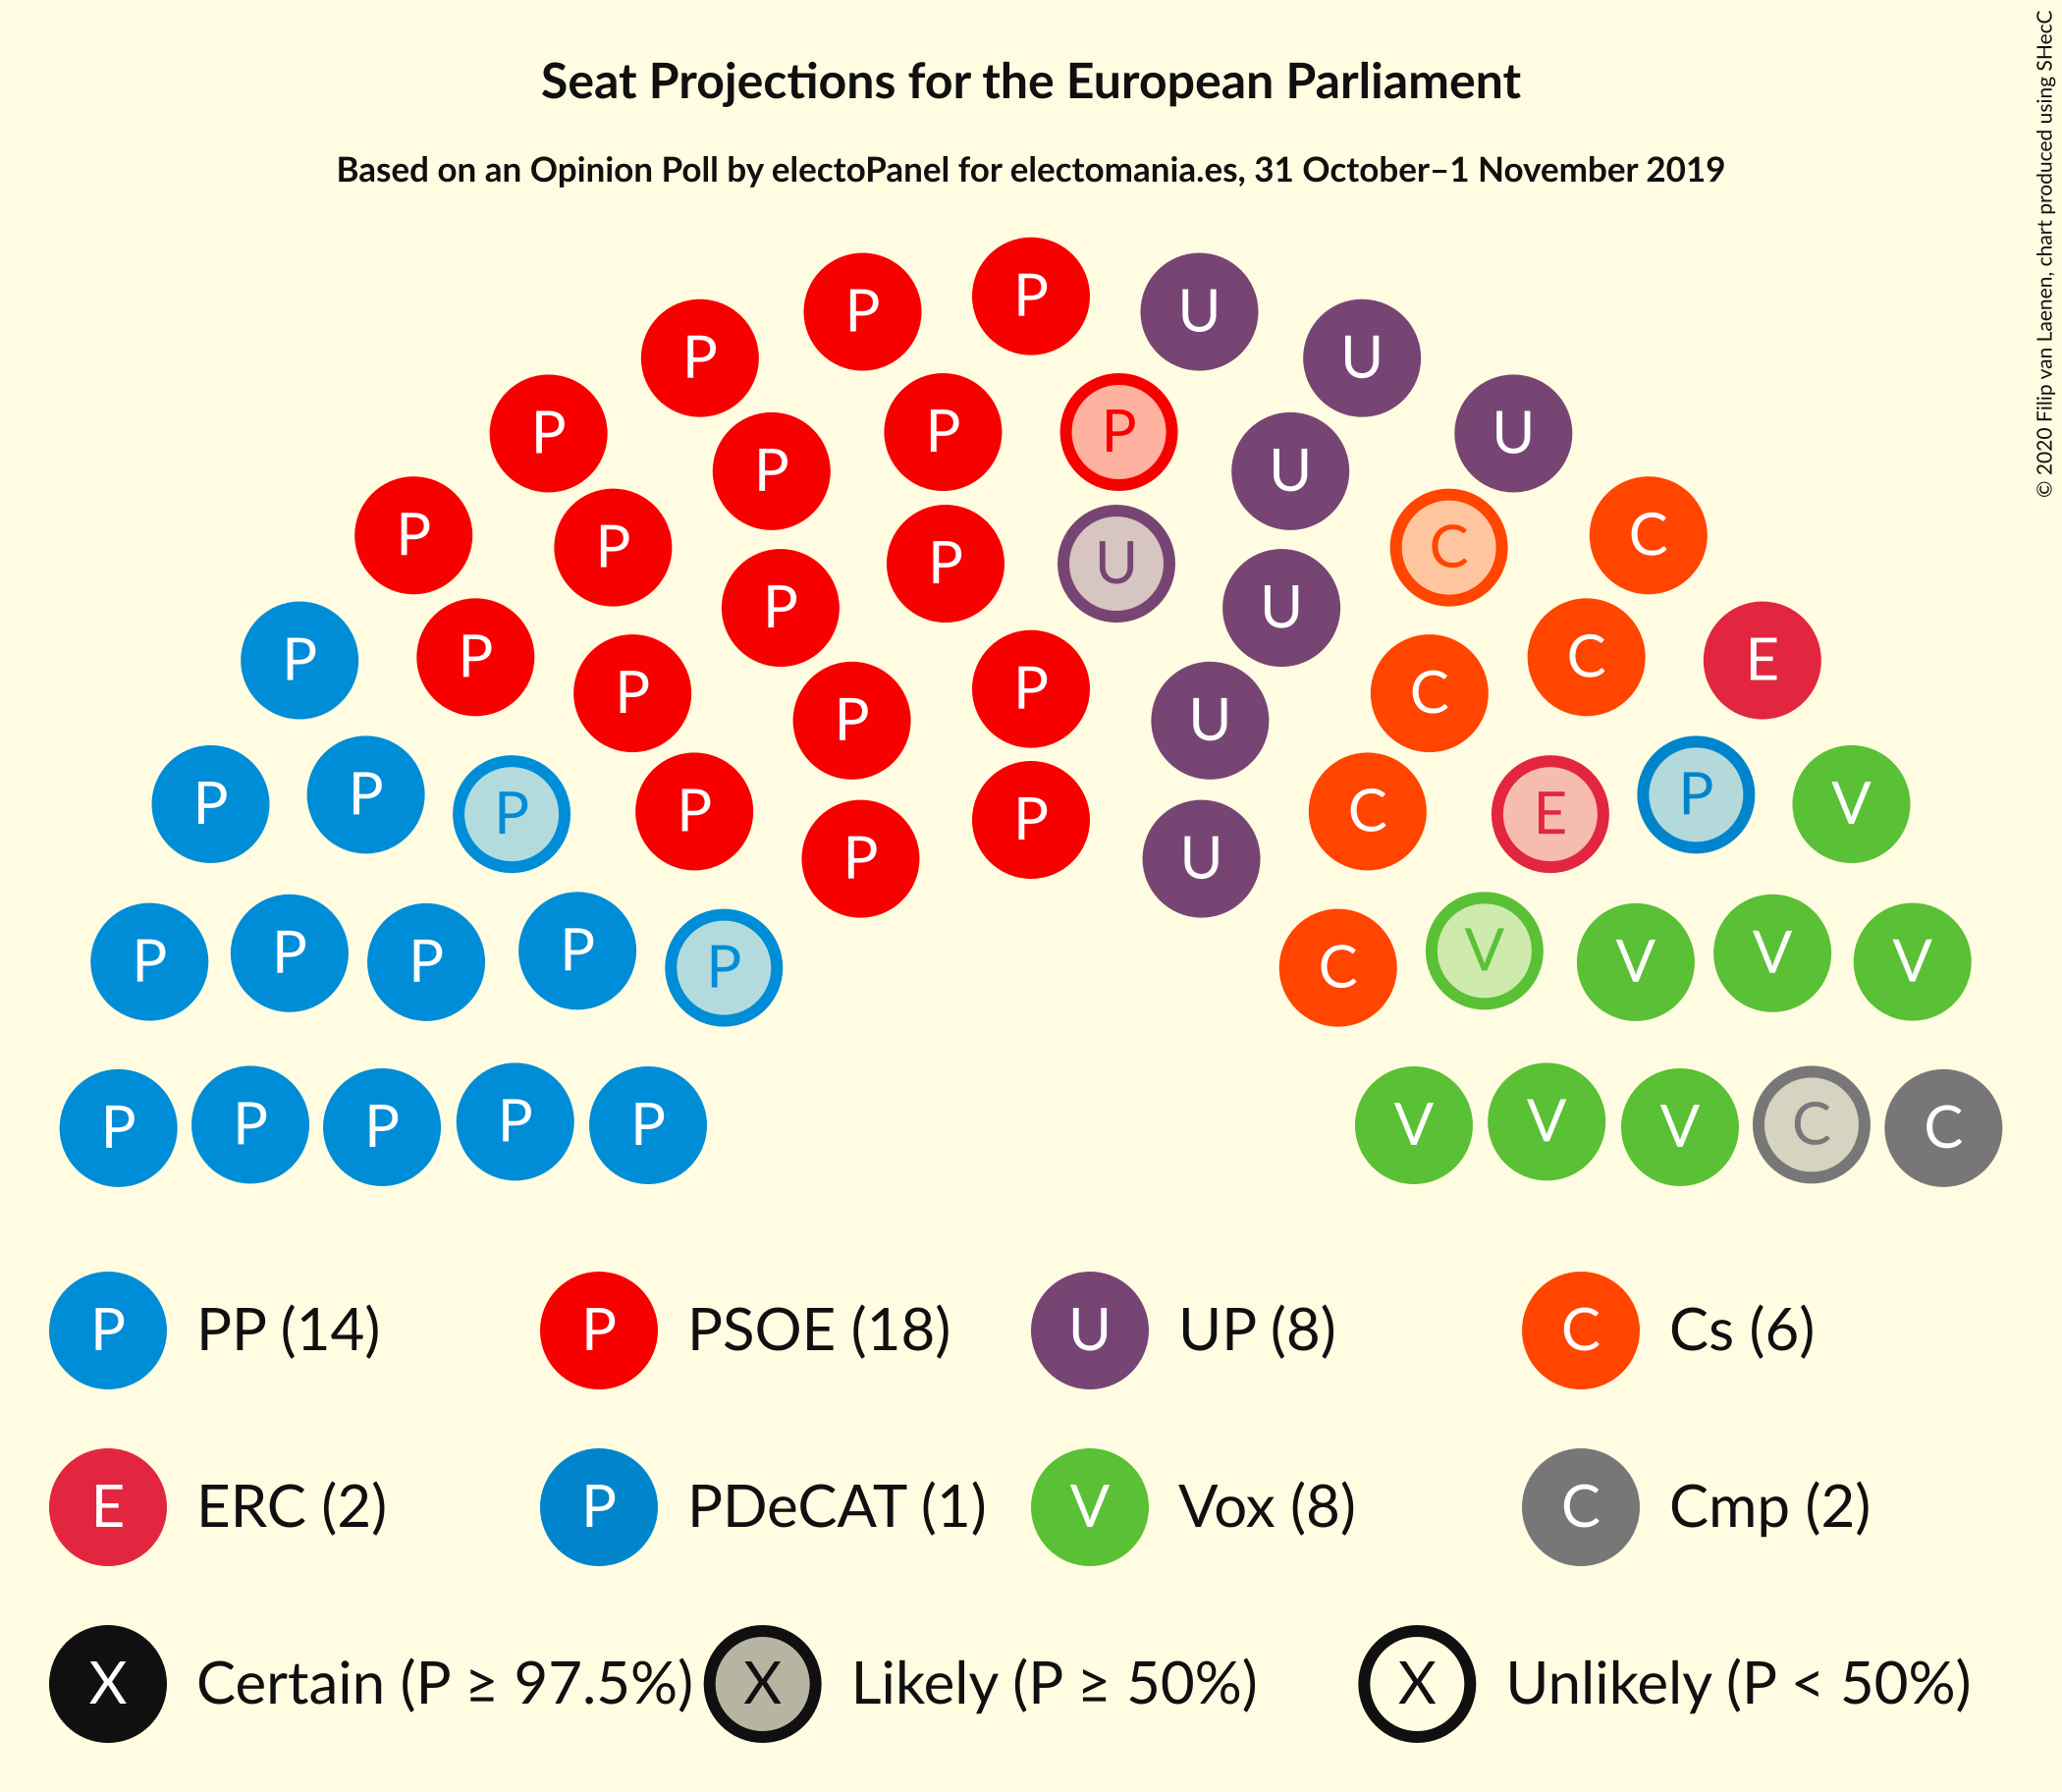 Seat Projections for the European Parliament
Based on an Opinion Poll by electoPanel for electomania.es, 31 October–1 November 2019
© 2020 Filip van Laenen, chart produced using SHecC
P
P U
P U
P P P U
P U
P C
P C
P U
P U
P P C E
P P C
P U
P P P V
P P P C E
P U
P P P P P C V V V V
P P P P P V V V C C
P PP (14) P PSOE (18) U UP (8) C Cs (6)
E ERC (2) P PDeCAT (1) V Vox (8) C Cmp (2)
X Certain (P ≥ 97.5%) X Likely (P ≥ 50%) X Unlikely (P < 50%)